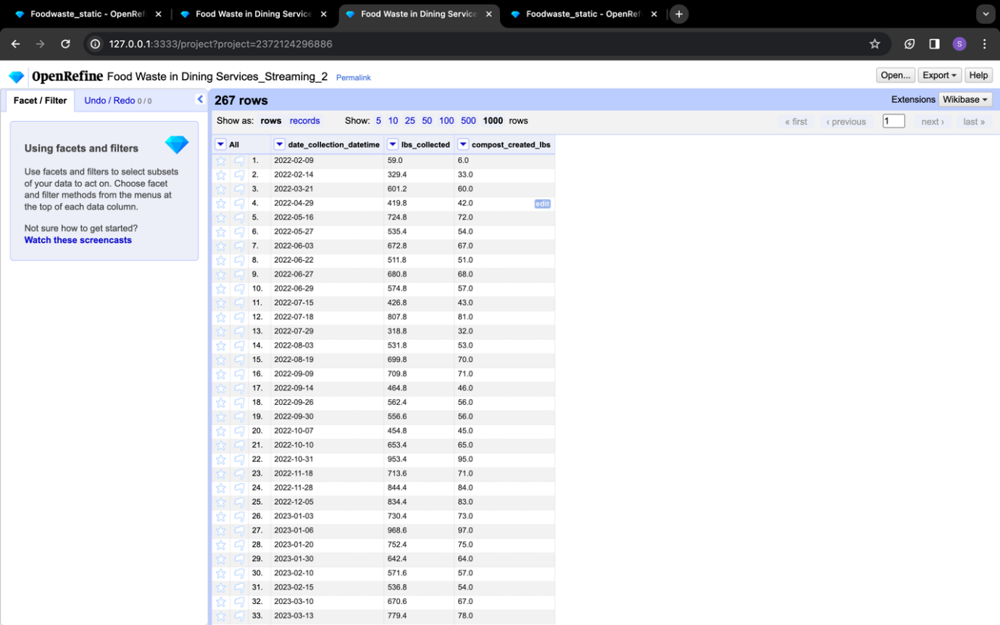 Foodwaste_static - OpenRef
Food Waste in Dining Service
Food Waste in Dining Service
Foodwaste_static - OpenRef
127.0.0.1:3333/project?project=2372124296886
S
OpenRefine Food Waste in Dining Services_Streaming_2 Permalink
Open... Export Help
Facet / Filter Undo / Redo 0 / 0
267 rows
Extensions Wikibase
Show as: rows records Show: 5 10 25 50 100 500 1000 rows
« first ‹ previous 1 next › last »
Using facets and filters
Use facets and filters to select subsets
of your data to act on. Choose facet
and filter methods from the menus at
the top of each data column.
Not sure how to get started?
Watch these screencasts
All date_collection_datetime lbs_collected compost_created_lbs
1. 2022-02-09 59.0 6.0
2. 2022-02-14 329.4 33.0
3. 2022-03-21 601.2 60.0
4. 2022-04-29 419.8 42.0 edit
5. 2022-05-16 724.8 72.0
6. 2022-05-27 535.4 54.0
7. 2022-06-03 672.8 67.0
8. 2022-06-22 511.8 51.0
9. 2022-06-27 680.8 68.0
10. 2022-06-29 574.8 57.0
11. 2022-07-15 426.8 43.0
12. 2022-07-18 807.8 81.0
13. 2022-07-29 318.8 32.0
14. 2022-08-03 531.8 53.0
15. 2022-08-19 699.8 70.0
16. 2022-09-09 709.8 71.0
17. 2022-09-14 464.8 46.0
18. 2022-09-26 562.4 56.0
19. 2022-09-30 556.6 56.0
20. 2022-10-07 454.8 45.0
21. 2022-10-10 653.4 65.0
22. 2022-10-31 953.4 95.0
23. 2022-11-18 713.6 71.0
24. 2022-11-28 844.4 84.0
25. 2022-12-05 834.4 83.0
26. 2023-01-03 730.4 73.0
27. 2023-01-06 968.6 97.0
28. 2023-01-20 752.4 75.0
29. 2023-01-30 642.4 64.0
30. 2023-02-10 571.6 57.0
31. 2023-02-15 536.8 54.0
32. 2023-03-10 670.6 67.0
33. 2023-03-13 779.4 78.0